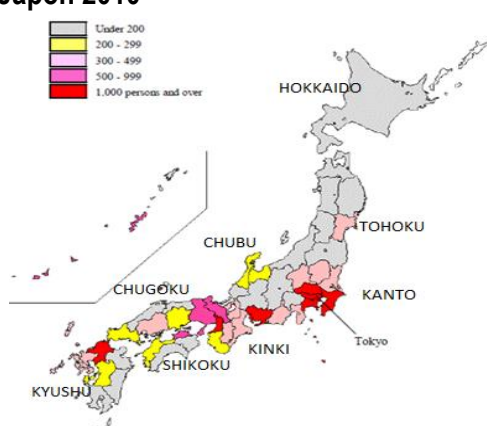 Japon 2010
Under 200
200 - 299
300 - 499
500 - 999
1,000 persons and over
HOKKAIDO
TOHOKU
CHUBU
CHUGOKU
KANTO
Tokyo
KINKI
SHIKOKU
KYUSHU